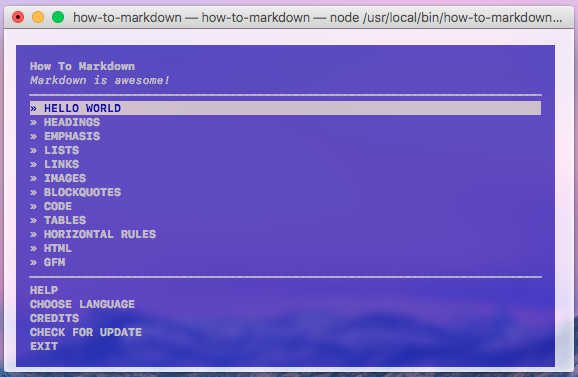 how-to-markdown — how-to-markdown — node /usr/local/bin/how-to-markdown...
How To Markdown
Markdown is awesome!
» HELLO WORLD
» HEADINGS
» EMPHASIS
» LISTS
» LINKS
» IMAGES
» BLOCKQUOTES
» CODE
» TABLES
» HORIZONTAL RULES
» HTML
» GFM
HELP
CHOOSE LANGUAGE
CREDITS
CHECK FOR UPDATE
EXIT